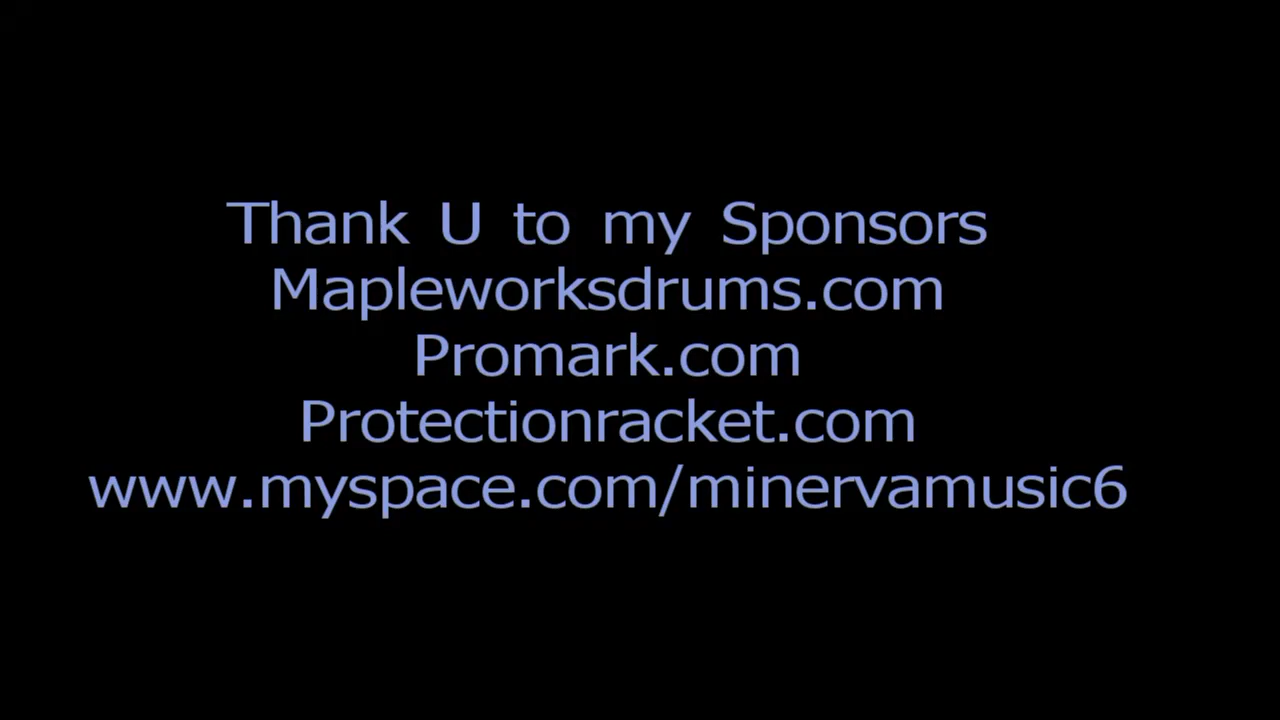 Thank U to my Sponsors
Mapleworksdrums.com
Promark.com
Protectionracket.com
www.myspace.com/minervamusic6